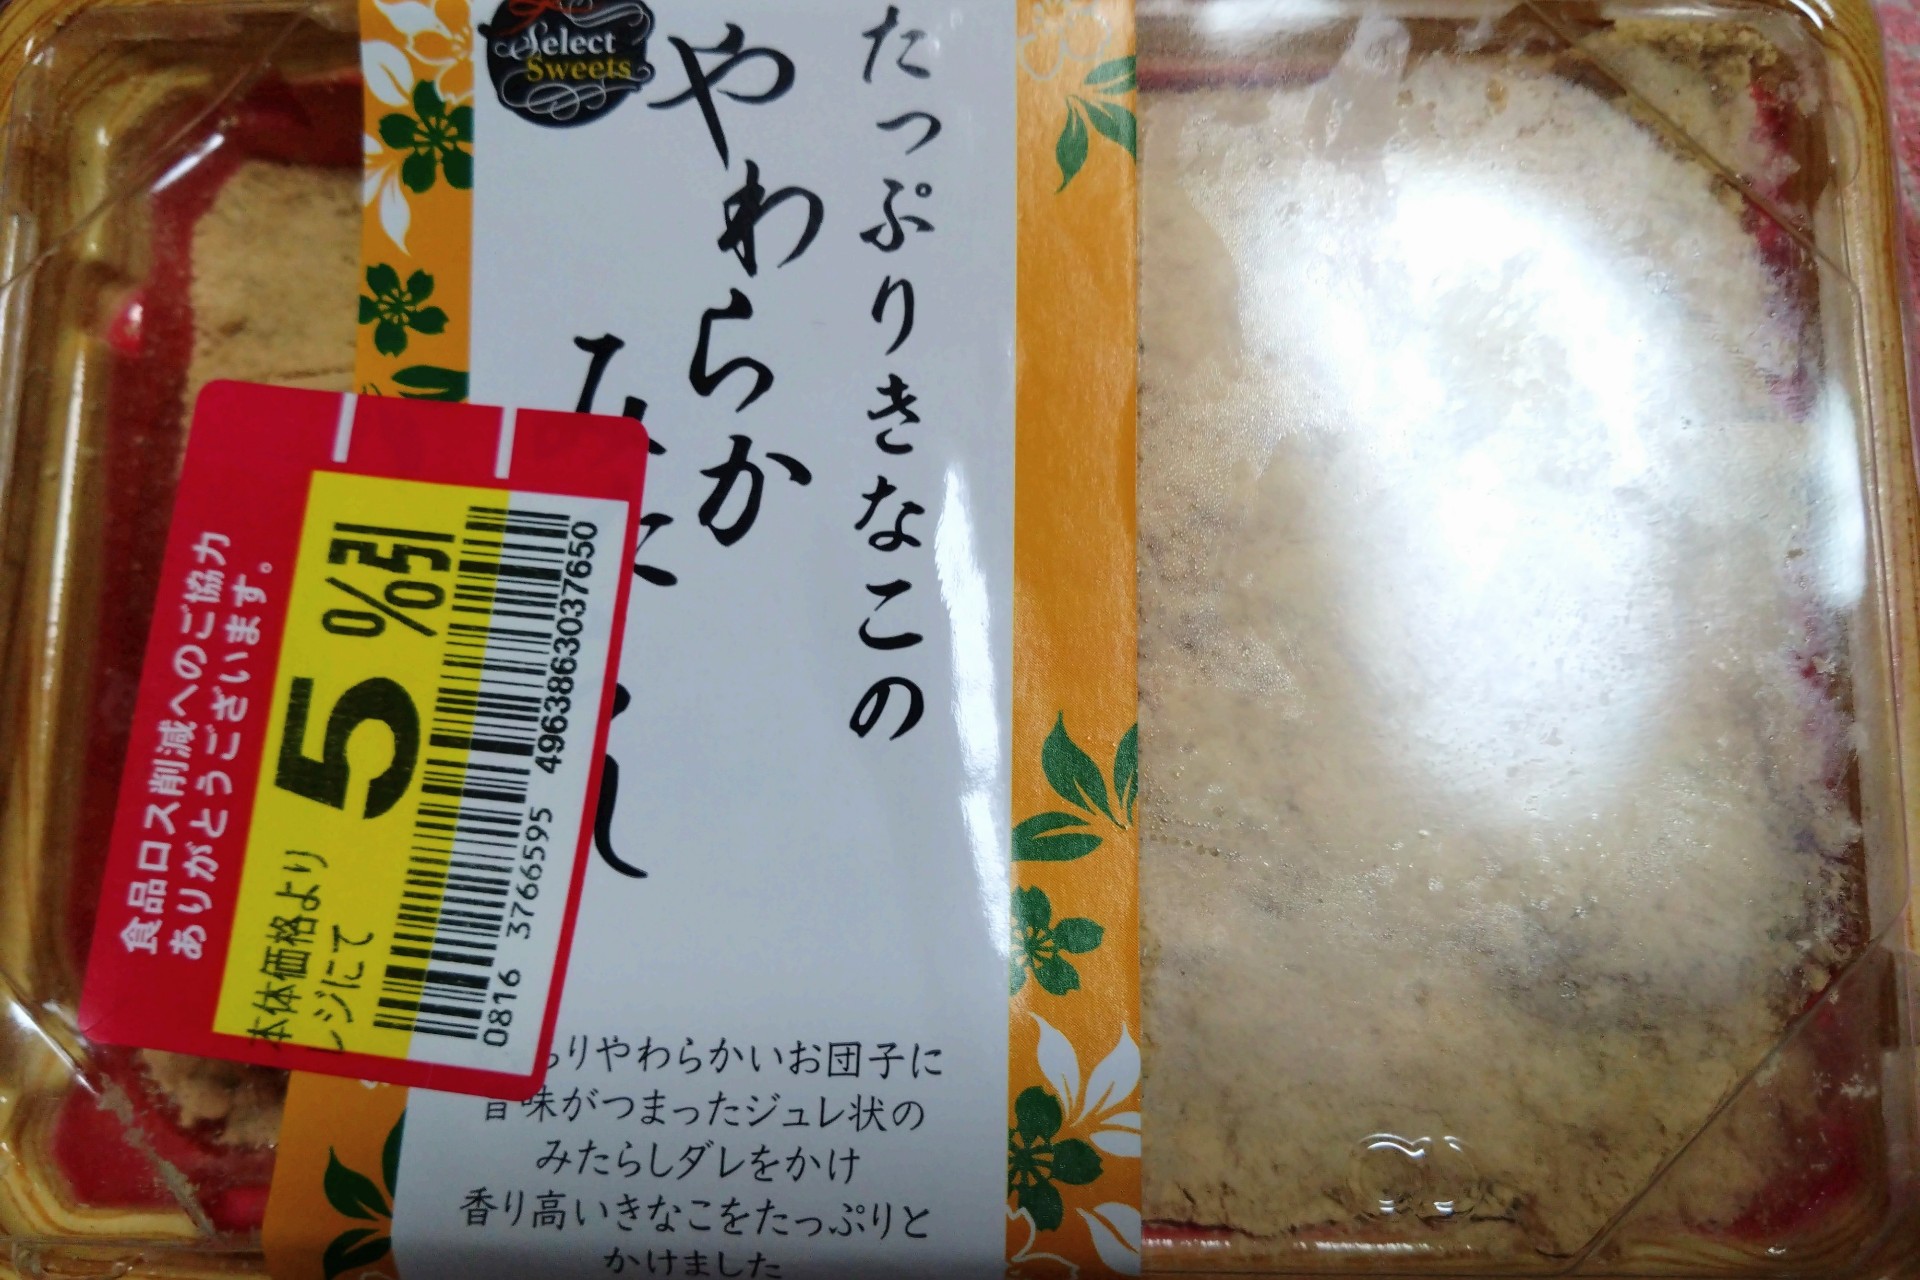 Select
Sweets
たっぷりきなこの
やわらか
み
食品ロス削減へのご協力
ありがとうございます。
本体価格より
レジにて
5%引
4963863037650
0816 3766595
りやわらかいお団子に
旨味がつまったジュレ状の
みたらしダレをかけ
香り高いきなこをたっぷりと
かけました